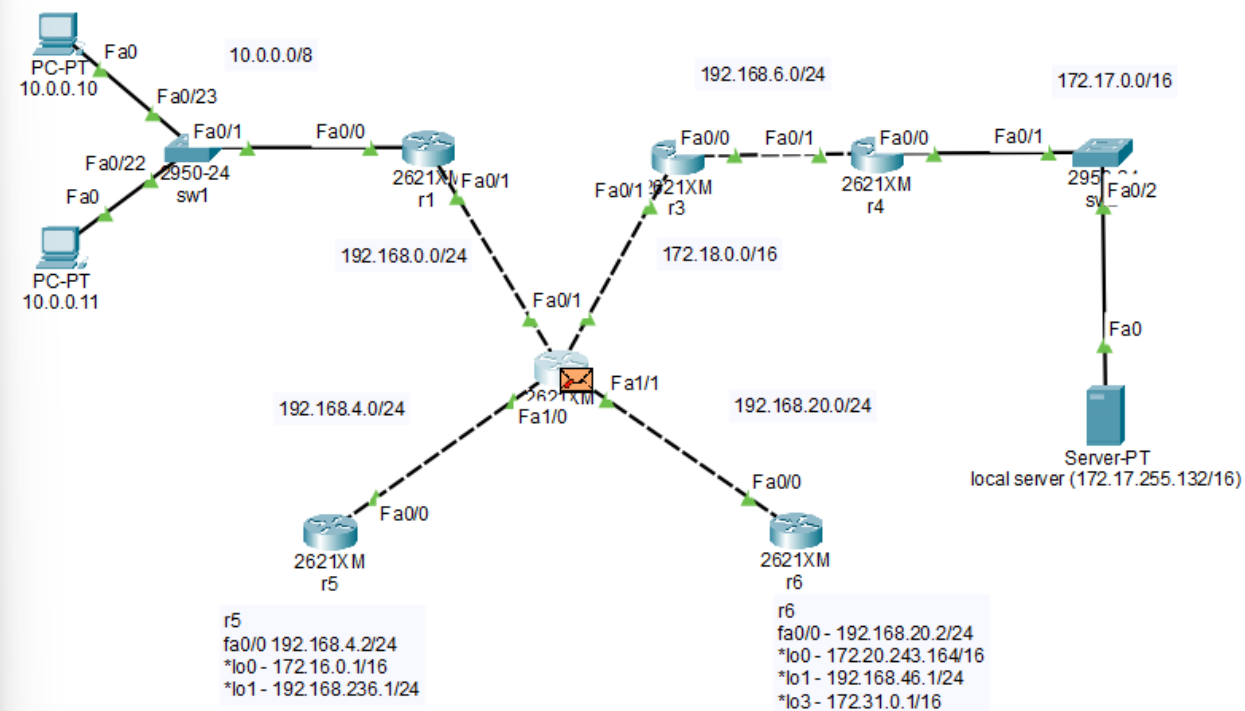 Fa0
PC-PT
10.0.0.10
10.0.0.0/8
Fa0/23
Fa0/1
Fa0/0
Fa0/22
2950-24
sw1
Fa0
PC-PT
10.0.0.11
2621XM
r1
Fa0/1
192.168.0.0/24
192.168.6.0/24
172.17.0.0/16
Fa0/0
Fa0/1
Fa0/0
Fa0/1
Fa0/1
2621XM
r3
2621XM
r4
Fa0/2
172.18.0.0/16
Fa0/1
Fa0
2621XM
Fa1/1
Fa1/0
192.168.4.0/24
192.168.20.0/24
Server-PT
local server (172.17.255.132/16)
Fa0/0
2621XM
r5
Fa0/0
2621XM
r6
r5
fa0/0 192.168.4.2/24
*lo0 - 172.16.0.1/16
*lo1 - 192.168.236.1/24
r6
fa0/0 - 192.168.20.2/24
*lo0 - 172.20.243.164/16
*lo1 - 192.168.46.1/24
*lo3 - 172.31.0.1/16